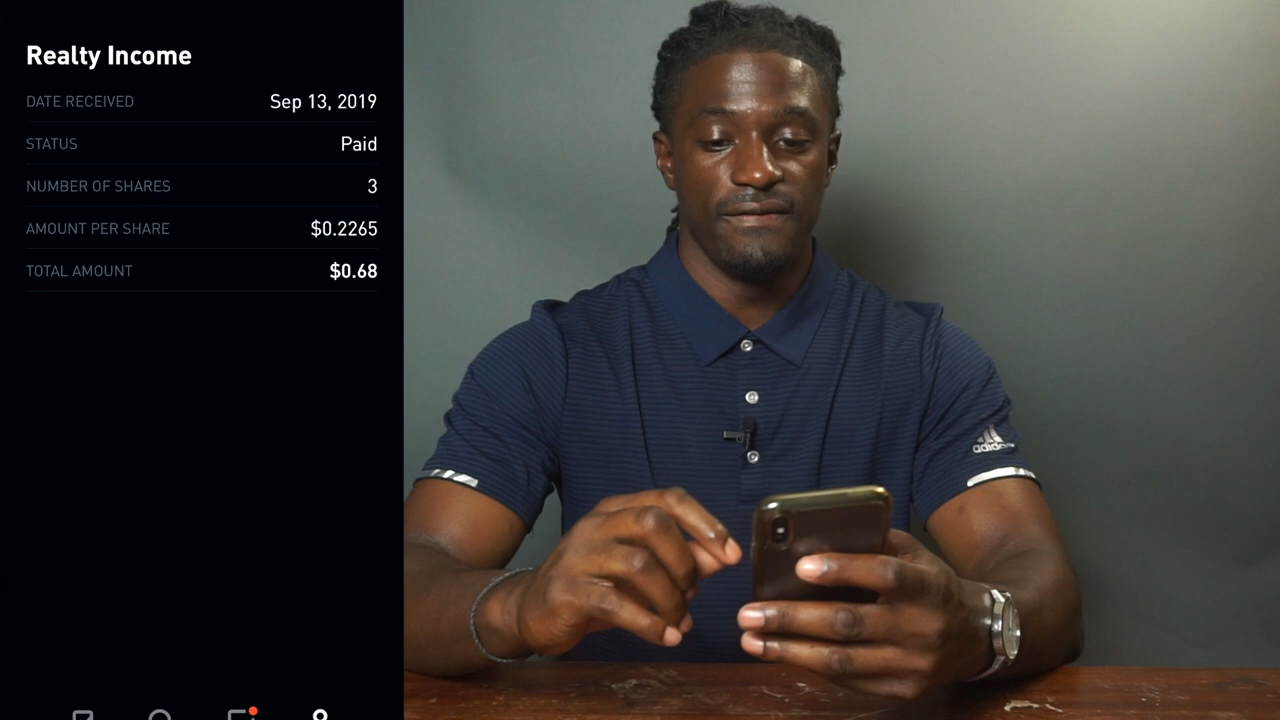 Realty Income
DATE RECEIVED Sep 13, 2019
STATUS Paid
NUMBER OF SHARES 3
AMOUNT PER SHARE $0.2265
TOTAL AMOUNT $0.68
adidas